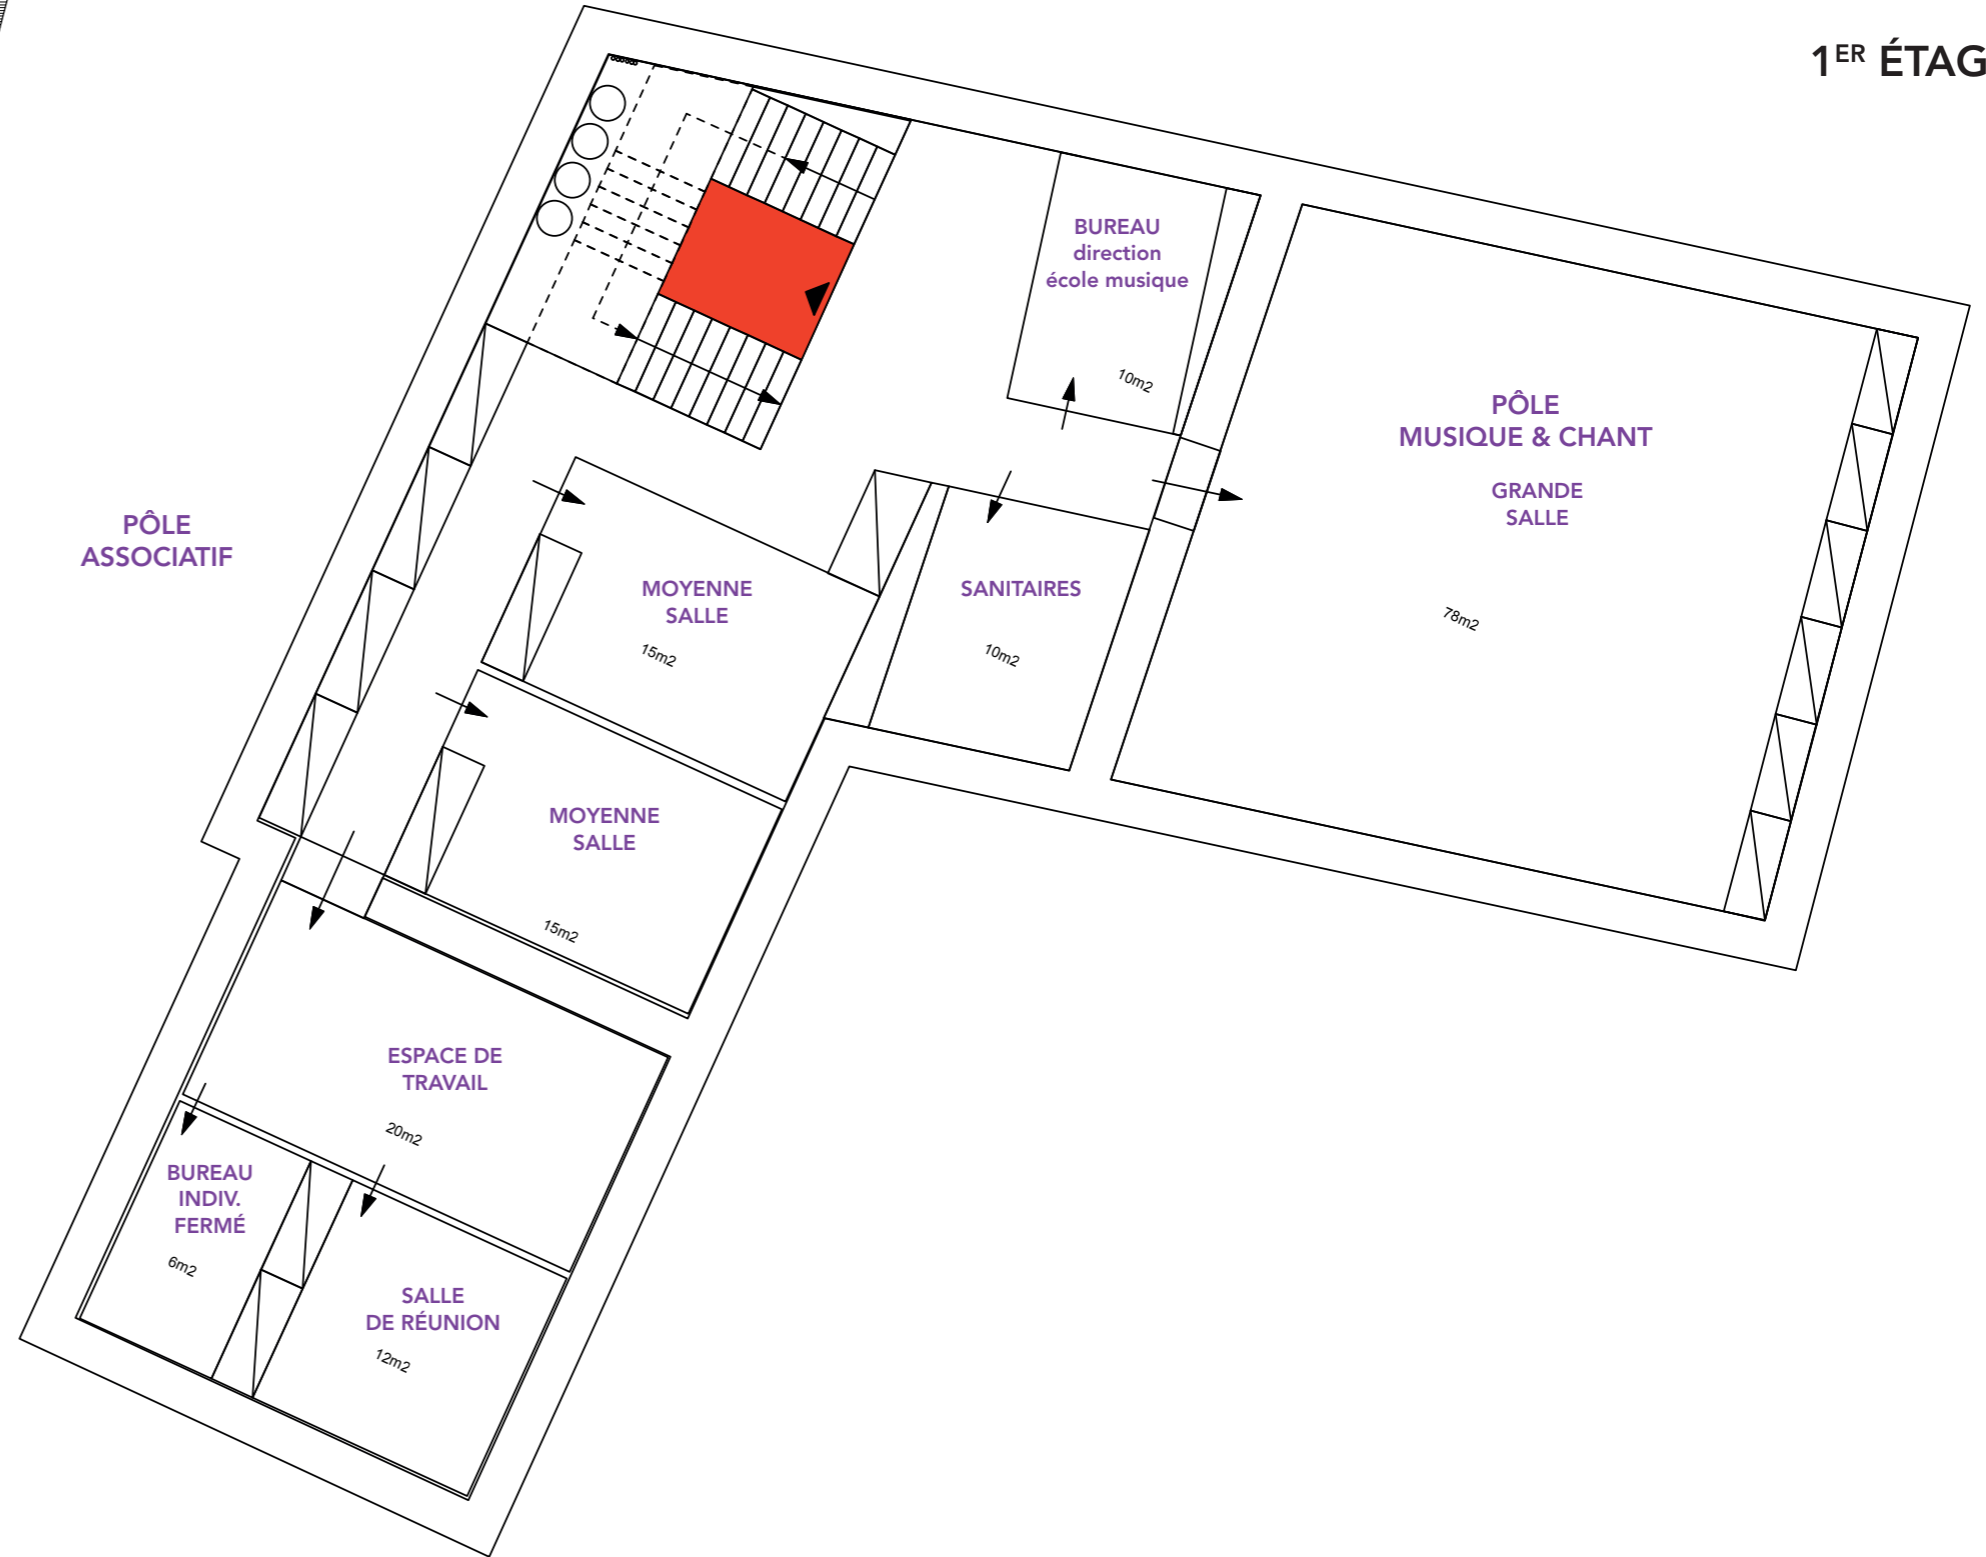 1ER ÉTAG
BUREAU
direction
école musique
10m2
PÔLE
MUSIQUE & CHANT
GRANDE
SALLE
78m2
PÔLE
ASSOCIATIF
MOYENNE
SALLE
15m2
SANITAIRES
10m2
MOYENNE
SALLE
15m2
ESPACE DE
TRAVAIL
20m2
BUREAU
INDIV.
FERMÉ
6m2
SALLE
DE RÉUNION
12m2